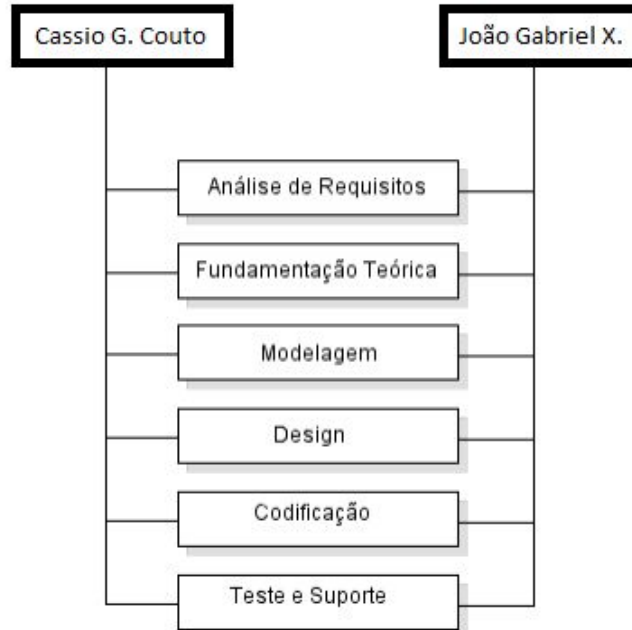 Cassio G. Couto
João Gabriel X.
Análise de Requisitos
Fundamentação Teórica
Modelagem
Design
Codificação
Teste e Suporte